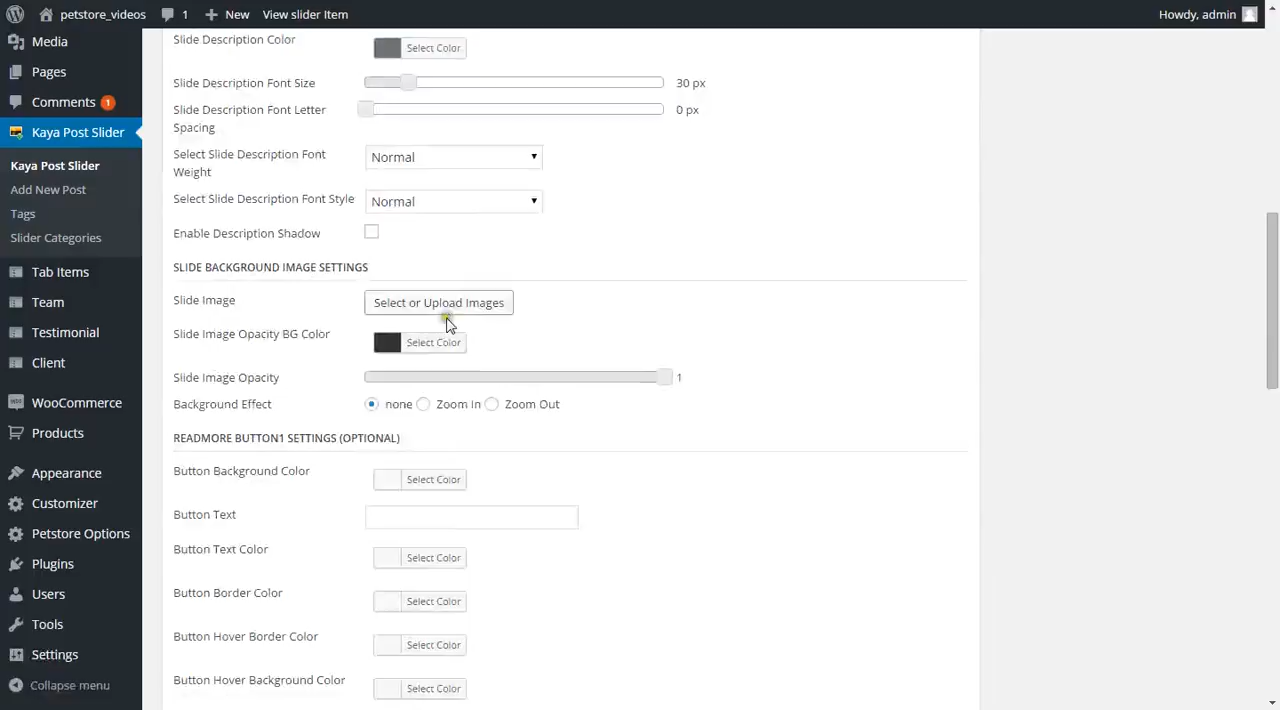 petstore_videos 1 New View slider Item Howdy, admin
Media
Pages
Comments 1
Kaya Post Slider
Kaya Post Slider
Add New Post
Tags
Slider Categories
Tab Items
Team
Testimonial
Client
WooCommerce
Products
Appearance
Customizer
Petstore Options
Plugins
Users
Tools
Settings
Collapse menu
Slide Description Color Select Color
Slide Description Font Size 30 px
Slide Description Font Letter 0 px
Spacing
Select Slide Description Font Normal
Weight
Select Slide Description Font Style Normal
Enable Description Shadow
SLIDE BACKGROUND IMAGE SETTINGS
Slide Image Select or Upload Images
Slide Image Opacity BG Color Select Color
Slide Image Opacity 1
Background Effect none Zoom In Zoom Out
READMORE BUTTON1 SETTINGS (OPTIONAL)
Button Background Color Select Color
Button Text
Button Text Color Select Color
Button Border Color Select Color
Button Hover Border Color Select Color
Button Hover Background Color Select Color